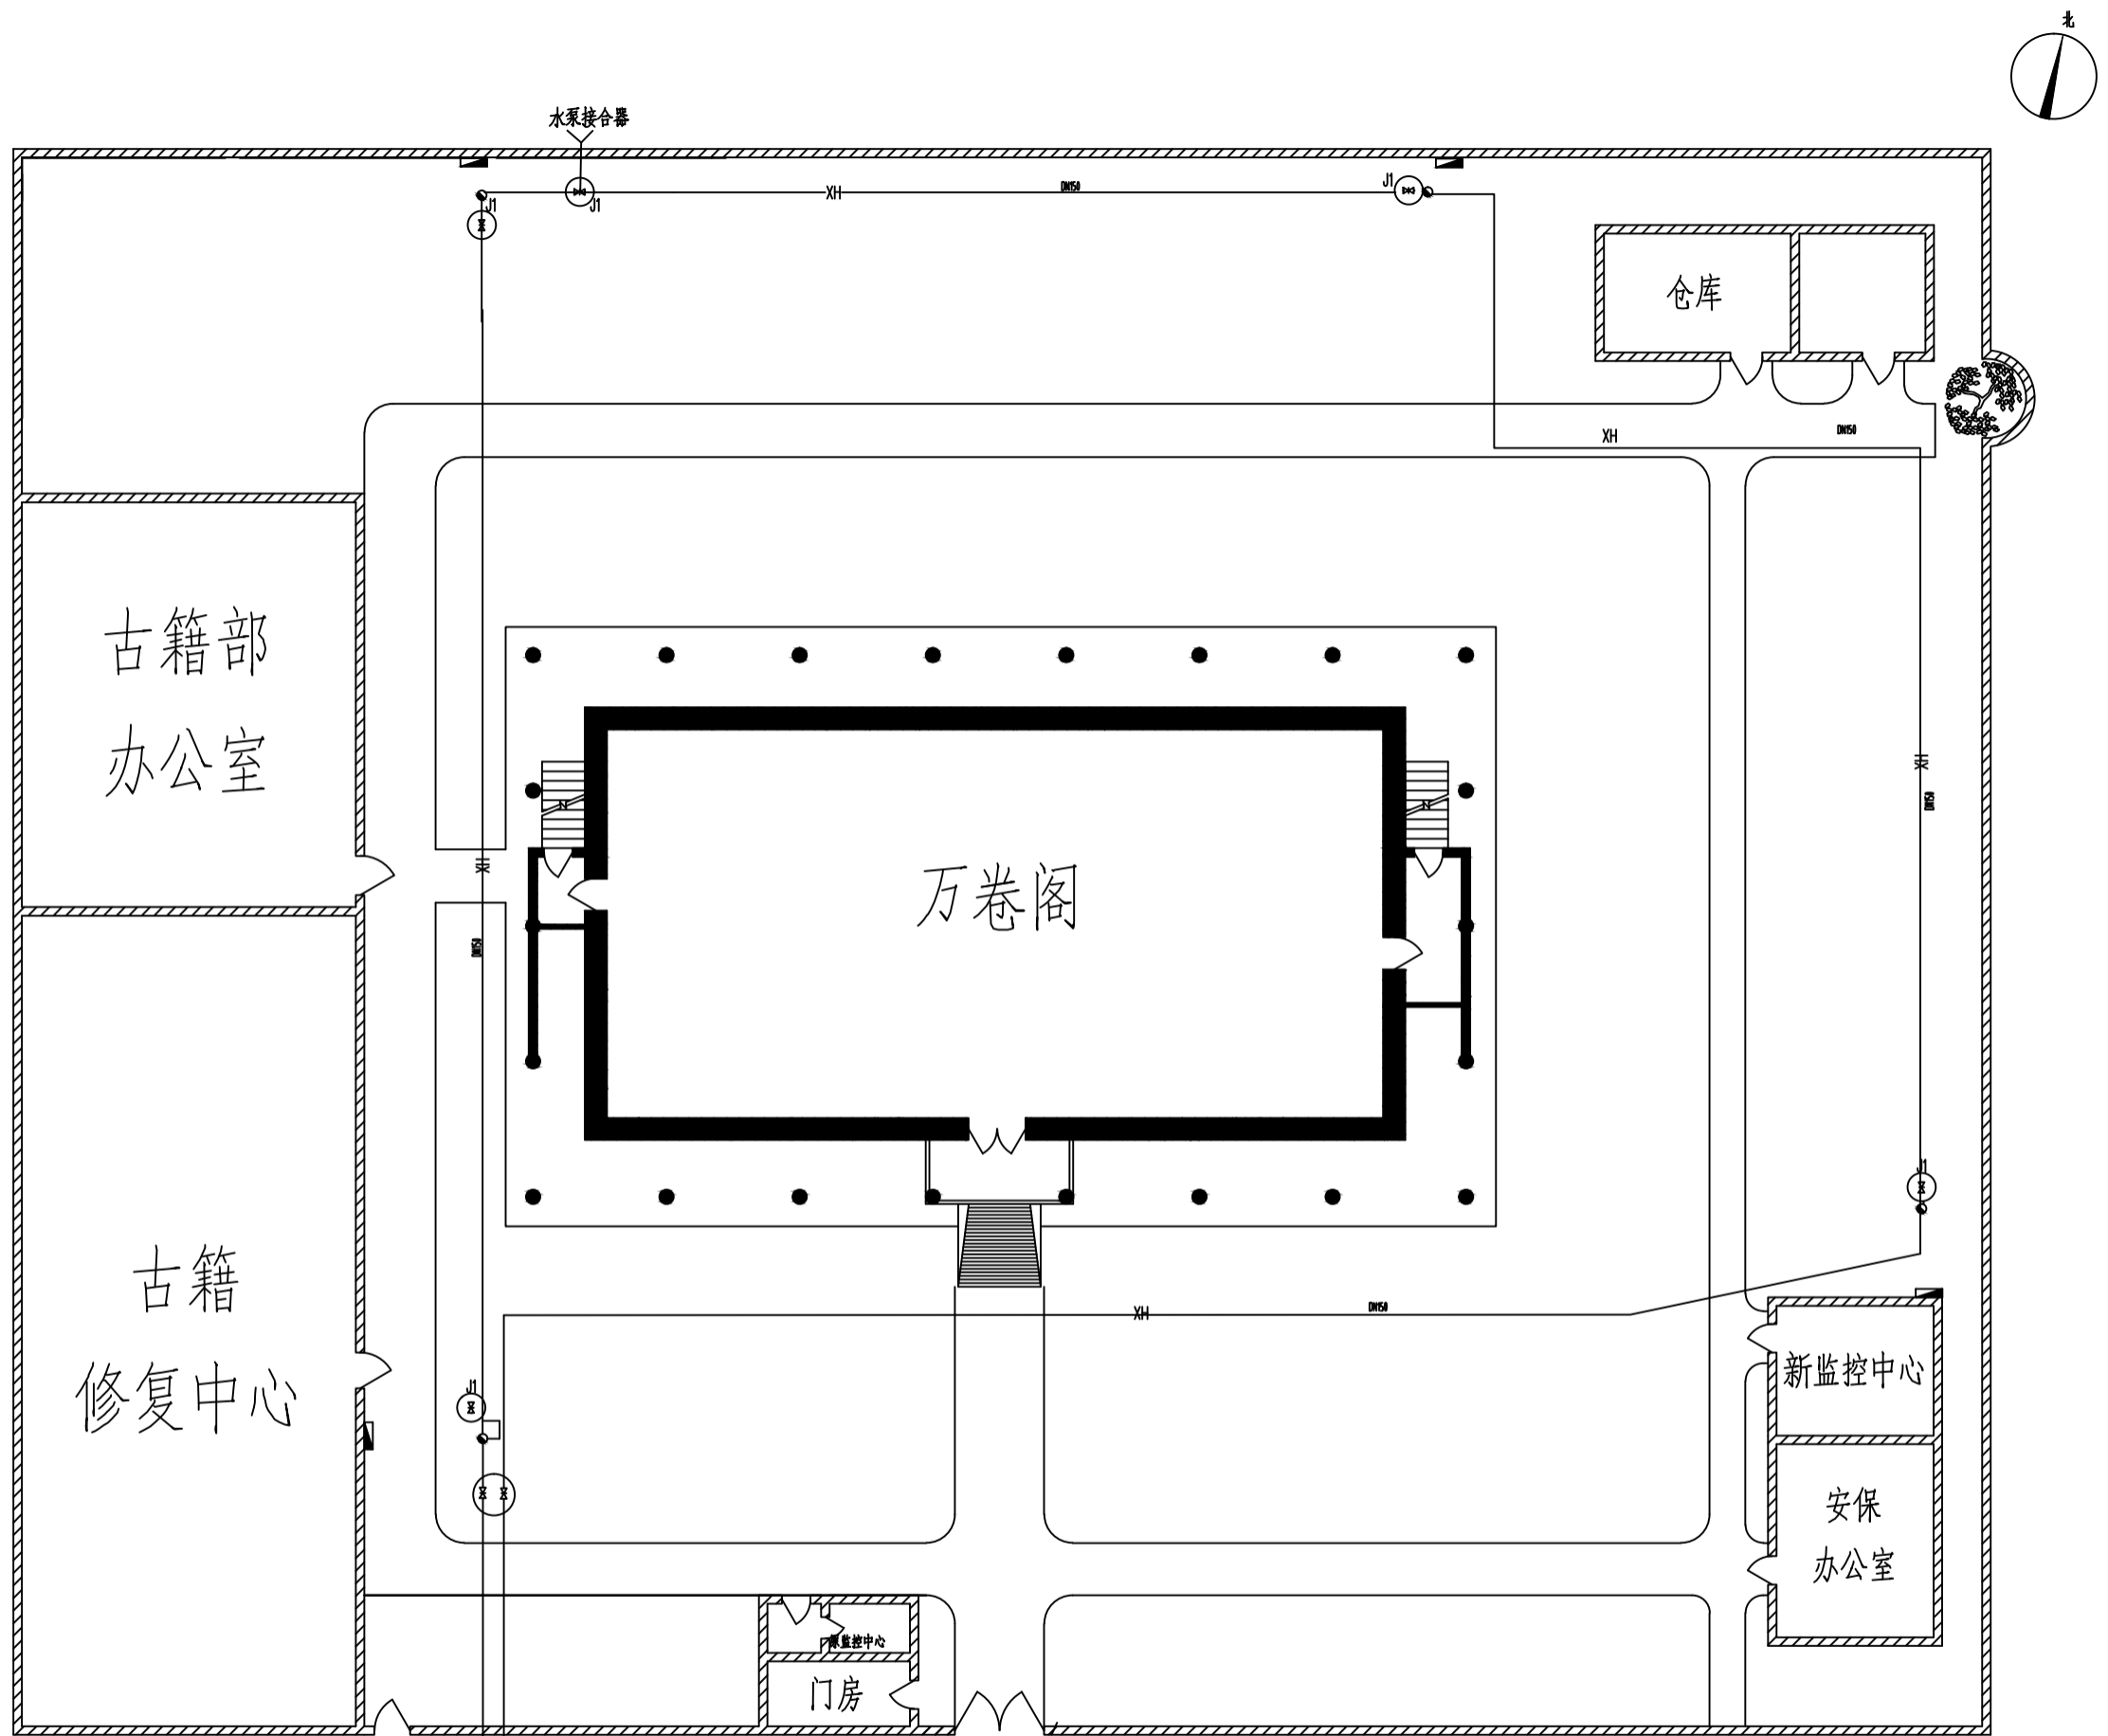 北
水泵接合器
J1
J1
XH
DN150
J1
仓库
XH
DN150
古籍部
办公室
XH
DN150
万卷阁
XH
DN150
J1
XH
DN150
古籍
修复中心
J1
新监控中心
安保
办公室
原监控中心
门房